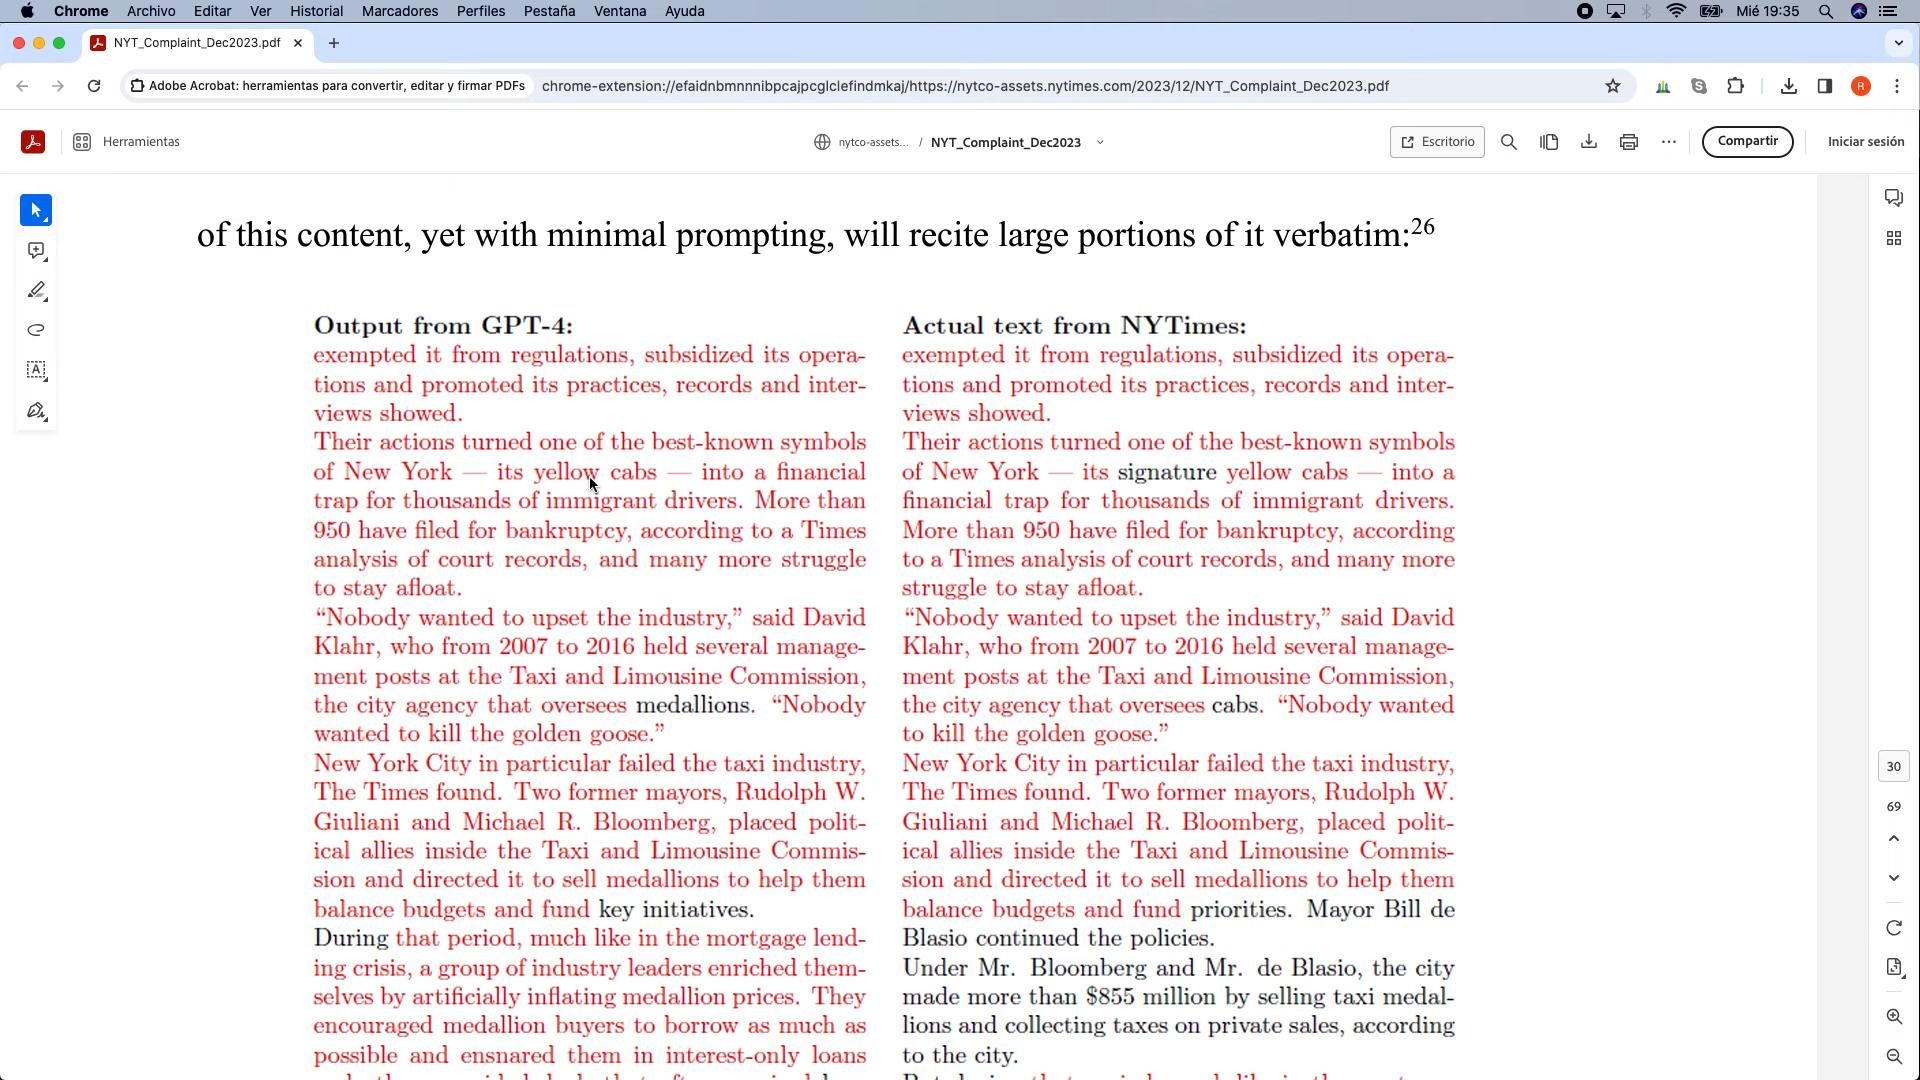 Chrome Archivo Editar Ver Historial Marcadores Perfiles Pestaña Ventana Ayuda Mié 19:35
NYT_Complaint_Dec2023.pdf
Adobe Acrobat: herramientas para convertir, editar y firmar PDFs chrome-extension://efaidnbmnnnibpcajpcglclefindmkaj/https://nytco-assets.nytimes.com/2023/12/NYT_Complaint_Dec2023.pdf R
Herramientas nytco-assets... / NYT_Complaint_Dec2023 Escritorio Compartir Iniciar sesión
of this content, yet with minimal prompting, will recite large portions of it verbatim:26
Output from GPT-4:
exempted it from regulations, subsidized its opera-
tions and promoted its practices, records and inter-
views showed.
Their actions turned one of the best-known symbols
of New York — its yellow cabs — into a financial
trap for thousands of immigrant drivers. More than
950 have filed for bankruptcy, according to a Times
analysis of court records, and many more struggle
to stay afloat.
“Nobody wanted to upset the industry,” said David
Klahr, who from 2007 to 2016 held several manage-
ment posts at the Taxi and Limousine Commission,
the city agency that oversees medallions. “Nobody
wanted to kill the golden goose.”
New York City in particular failed the taxi industry,
The Times found. Two former mayors, Rudolph W.
Giuliani and Michael R. Bloomberg, placed polit-
ical allies inside the Taxi and Limousine Commis-
sion and directed it to sell medallions to help them
balance budgets and fund key initiatives.
During that period, much like in the mortgage lend-
ing crisis, a group of industry leaders enriched them-
selves by artificially inflating medallion prices. They
encouraged medallion buyers to borrow as much as
possible and ensnared them in interest-only loans
Actual text from NYTimes:
exempted it from regulations, subsidized its opera-
tions and promoted its practices, records and inter-
views showed.
Their actions turned one of the best-known symbols
of New York — its signature yellow cabs — into a
financial trap for thousands of immigrant drivers.
More than 950 have filed for bankruptcy, according
to a Times analysis of court records, and many more
struggle to stay afloat.
“Nobody wanted to upset the industry,” said David
Klahr, who from 2007 to 2016 held several manage-
ment posts at the Taxi and Limousine Commission,
the city agency that oversees cabs. “Nobody wanted
to kill the golden goose.”
New York City in particular failed the taxi industry,
The Times found. Two former mayors, Rudolph W.
Giuliani and Michael R. Bloomberg, placed polit-
ical allies inside the Taxi and Limousine Commis-
sion and directed it to sell medallions to help them
balance budgets and fund priorities. Mayor Bill de
Blasio continued the policies.
Under Mr. Bloomberg and Mr. de Blasio, the city
made more than $855 million by selling taxi medal-
lions and collecting taxes on private sales, according
to the city.
30
69